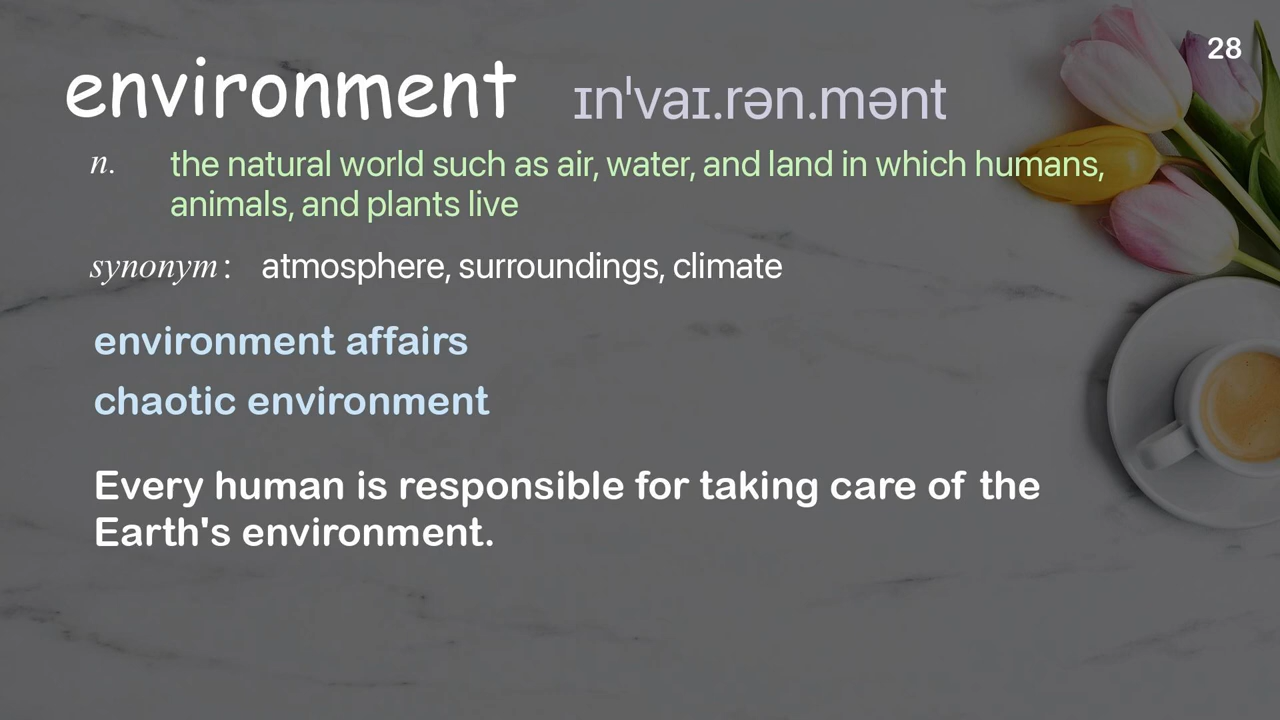 28
environment ɪnˈvaɪ.rən.mənt
n. the natural world such as air, water, and land in which humans,
animals, and plants live
synonym: atmosphere, surroundings, climate
environment affairs
chaotic environment
Every human is responsible for taking care of the
Earth's environment.